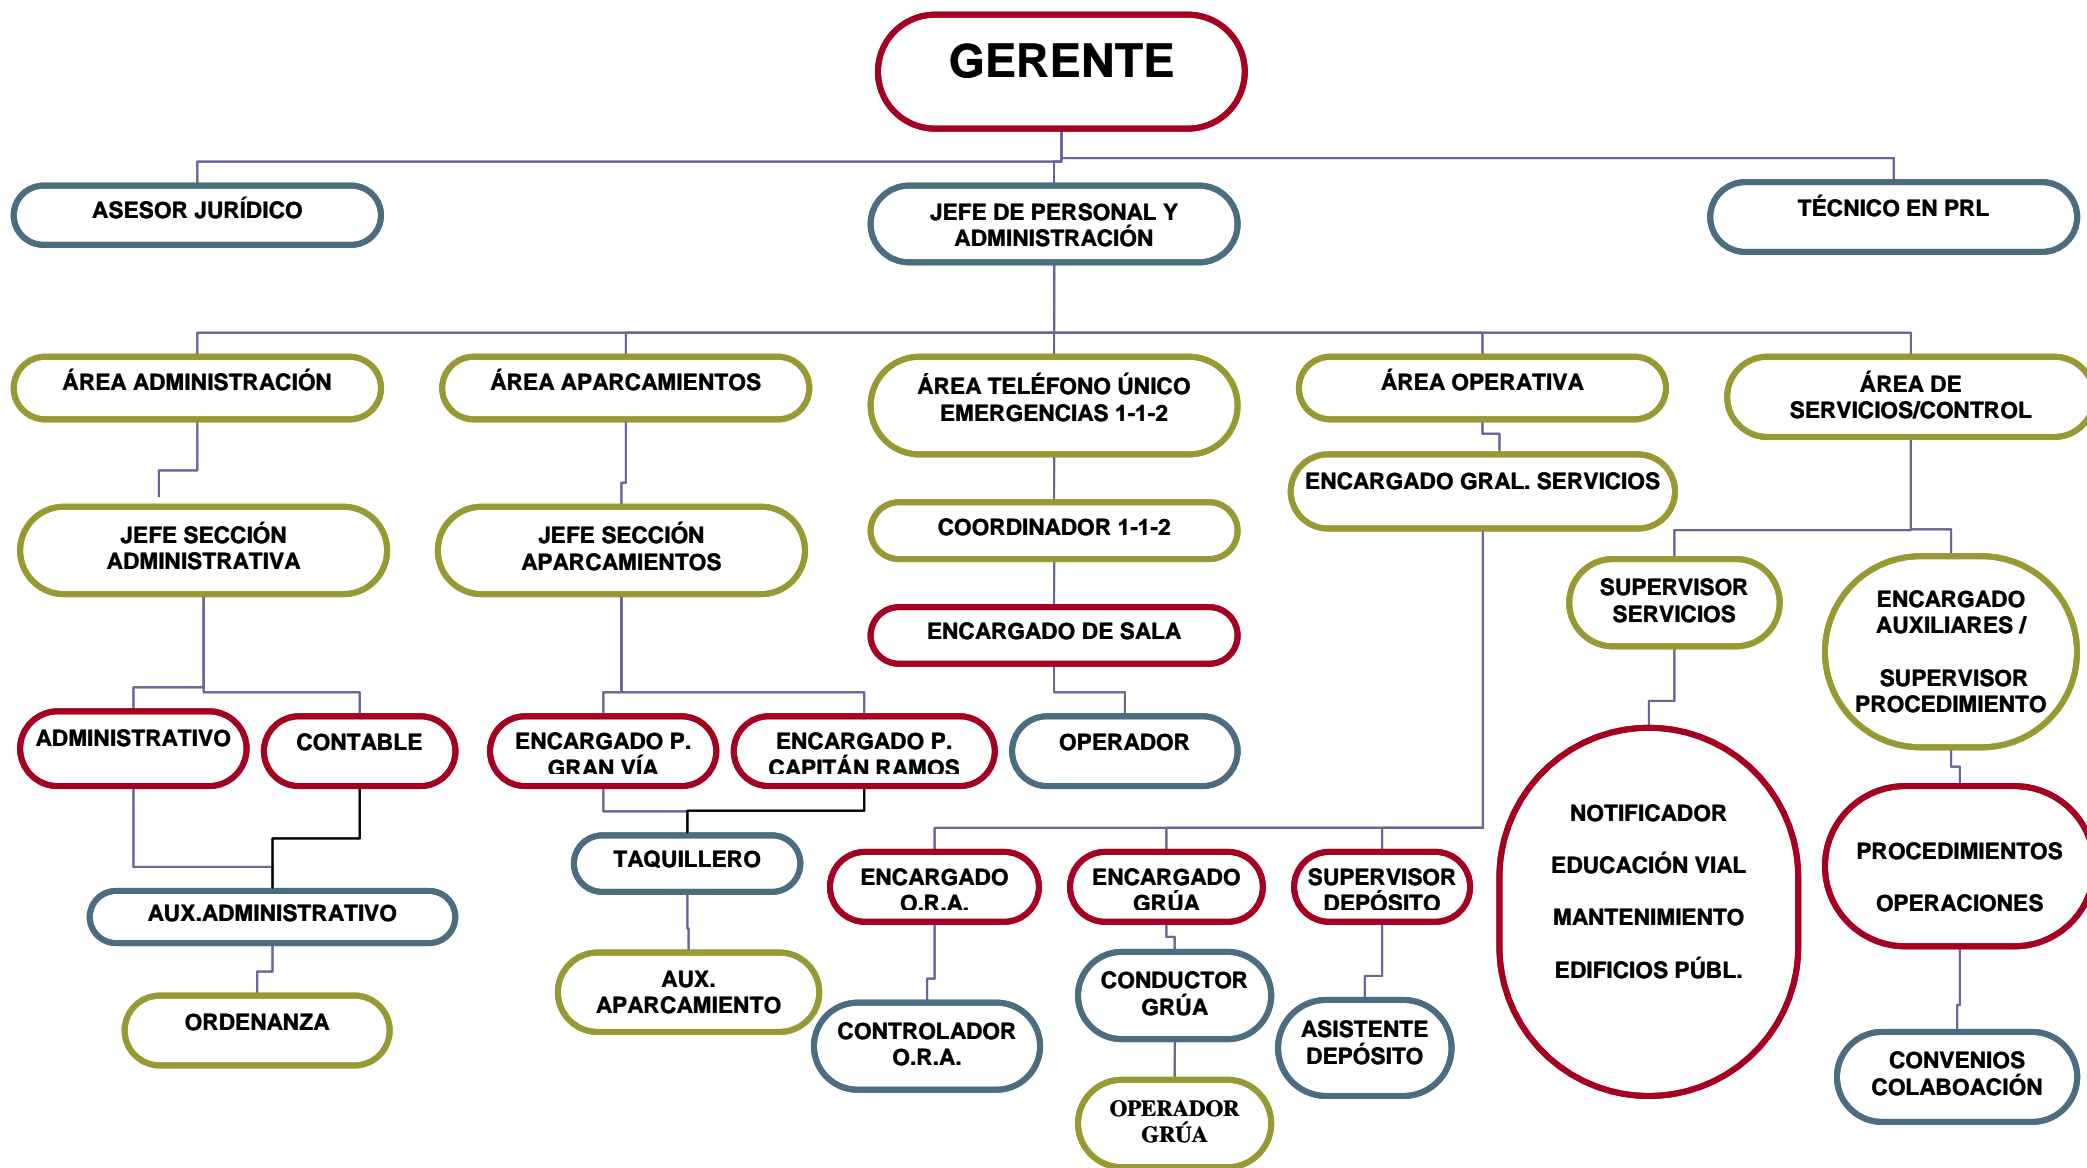 GERENTE
ASESOR JURÍDICO
JEFE DE PERSONAL Y
ADMINISTRACIÓN
TÉCNICO EN PRL
ÁREA ADMINISTRACIÓN
ÁREA APARCAMIENTOS
ÁREA TELÉFONO ÚNICO
EMERGENCIAS 1-1-2
ÁREA OPERATIVA
ÁREA DE
SERVICIOS/CONTROL
JEFE SECCIÓN
ADMINISTRATIVA
JEFE SECCIÓN
APARCAMIENTOS
COORDINADOR 1-1-2
ENCARGADO GRAL. SERVICIOS
SUPERVISOR
SERVICIOS
ENCARGADO
AUXILIARES /
SUPERVISOR
PROCEDIMIENTO
ENCARGADO DE SALA
ADMINISTRATIVO
CONTABLE
ENCARGADO P.
GRAN VÍA
ENCARGADO P.
CAPITÁN RAMOS
OPERADOR
TAQUILLERO
ENCARGADO
O.R.A.
ENCARGADO
GRÚA
SUPERVISOR
DEPÓSITO
NOTIFICADOR
EDUCACIÓN VIAL
MANTENIMIENTO
EDIFICIOS PÚBL.
PROCEDIMIENTOS
OPERACIONES
AUX.ADMINISTRATIVO
ORDENANZA
AUX.
APARCAMIENTO
CONTROLADOR
O.R.A.
CONDUCTOR
GRÚA
ASISTENTE
DEPÓSITO
OPERADOR
GRÚA
CONVENIOS
COLABOACIÓN